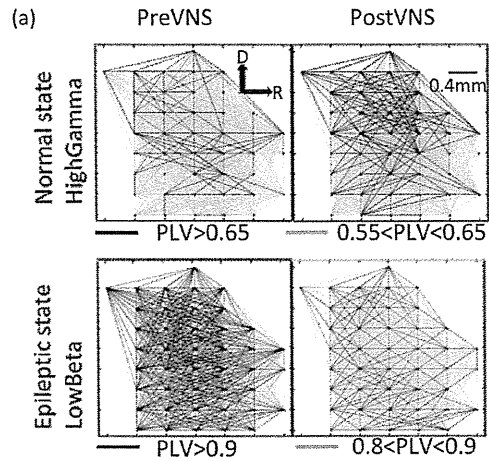 (a)
PreVNS
PostVNS
Normal state
HighGamma
D
R
0.4mm
PLV>0.65
0.55<PLV<0.65
Epileptic state
LowBeta
PLV>0.9
0.8<PLV<0.9